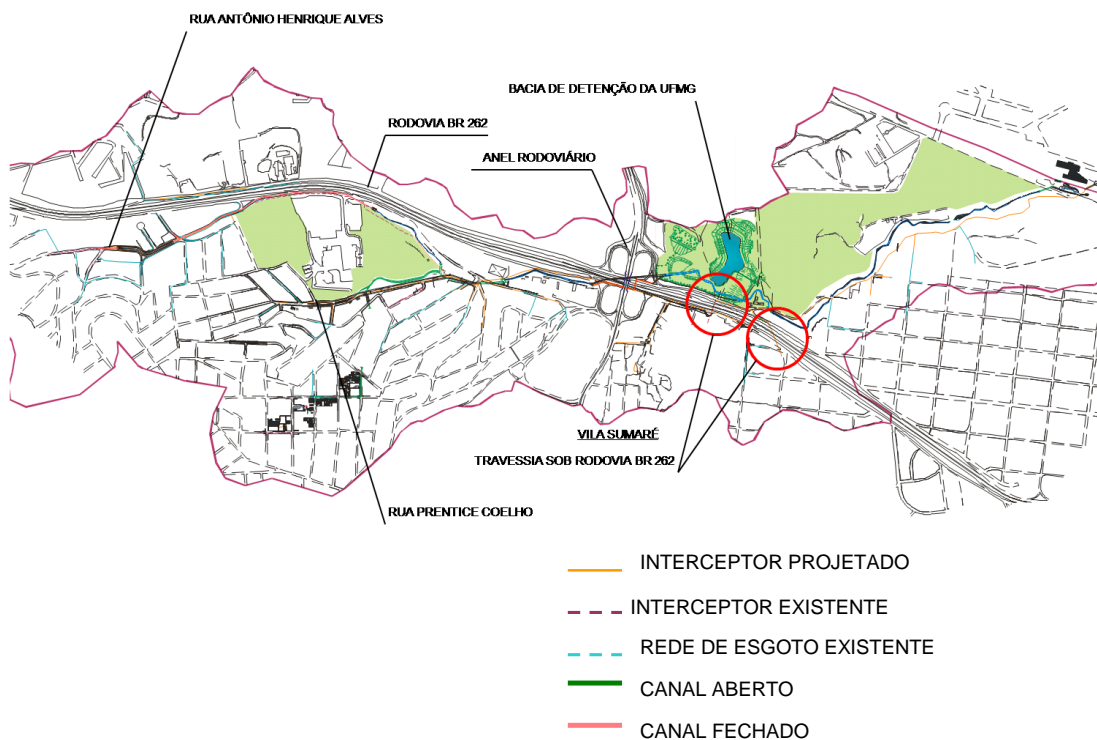 RUA ANTÔNIO HENRIQUE ALVES
BACIA DE DETENÇÃO DA UFMG
RODOVIA BR 262
ANEL RODOVIÁRIO
VILA SUMARÉ
TRAVESSIA SOB RODOVIA BR 262
RUA PRENTICE COELHO
INTERCEPTOR PROJETADO
INTERCEPTOR EXISTENTE
REDE DE ESGOTO EXISTENTE
CANAL ABERTO
CANAL FECHADO